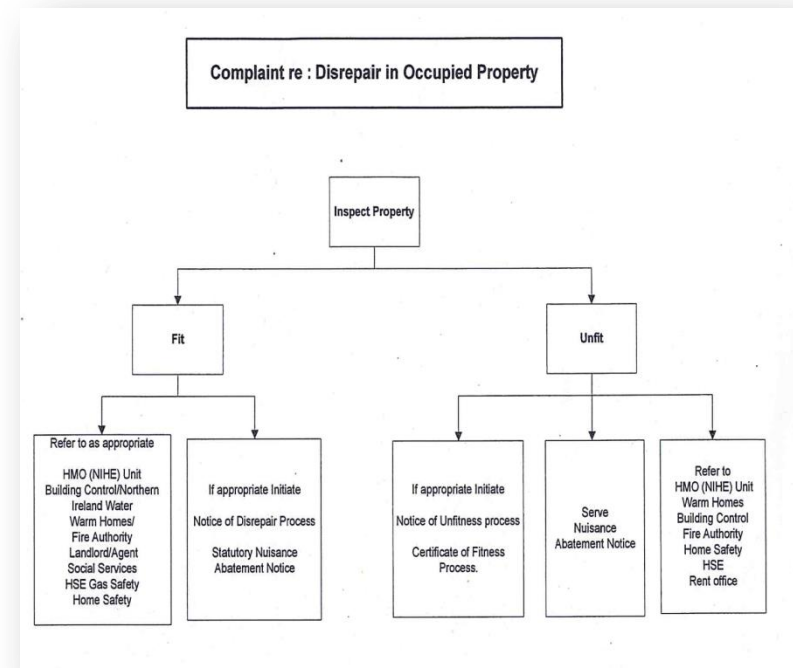 Complaint re : Disrepair in Occupied Property
Inspect Property
Fit
Unfit
Refer to as appropriate
HMO (NIHE) Unit
Building Control/Northern
Ireland Water
Warm Homes/
Fire Authority
Landlord/Agent
Social Services
HSE Gas Safety
Home Safety
If appropriate Initiate
Notice of Disrepair Process
Statutory Nuisance
Abatement Notice
If appropriate Initiate
Notice of Unfitness process
Certificate of Fitness
Process.
Serve
Nuisance
Abatement Notice
Refer to
HMO (NIHE) Unit
Warm Homes
Building Control
Fire Authority
Home Safety
HSE
Rent office